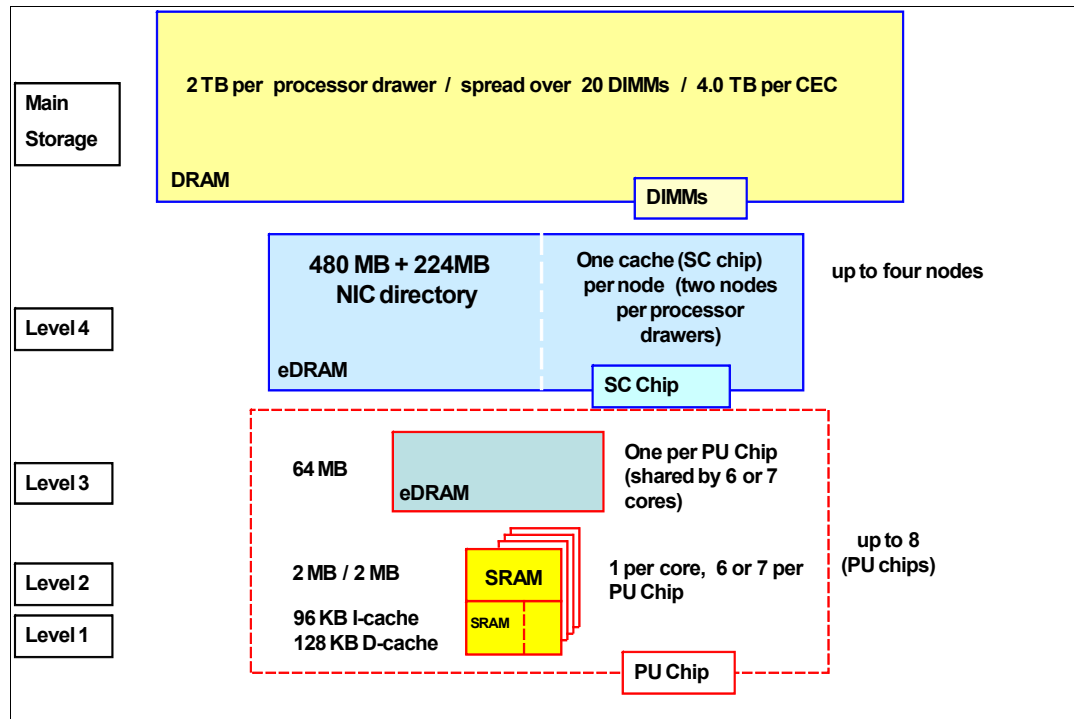 Main
Storage
2 TB per processor drawer / spread over 20 DIMMs / 4.0 TB per CEC
DRAM
DIMMs
Level 4
480 MB + 224MB
NIC directory
eDRAM
One cache (SC chip)
per node (two nodes
per processor
drawers)
SC Chip
up to four nodes
Level 3
64 MB
eDRAM
One per PU Chip
(shared by 6 or 7
cores)
Level 2
2 MB / 2 MB
SRAM
1 per core, 6 or 7 per
PU Chip
up to 8
(PU chips)
Level 1
96 KB I-cache
128 KB D-cache
SRAM
PU Chip